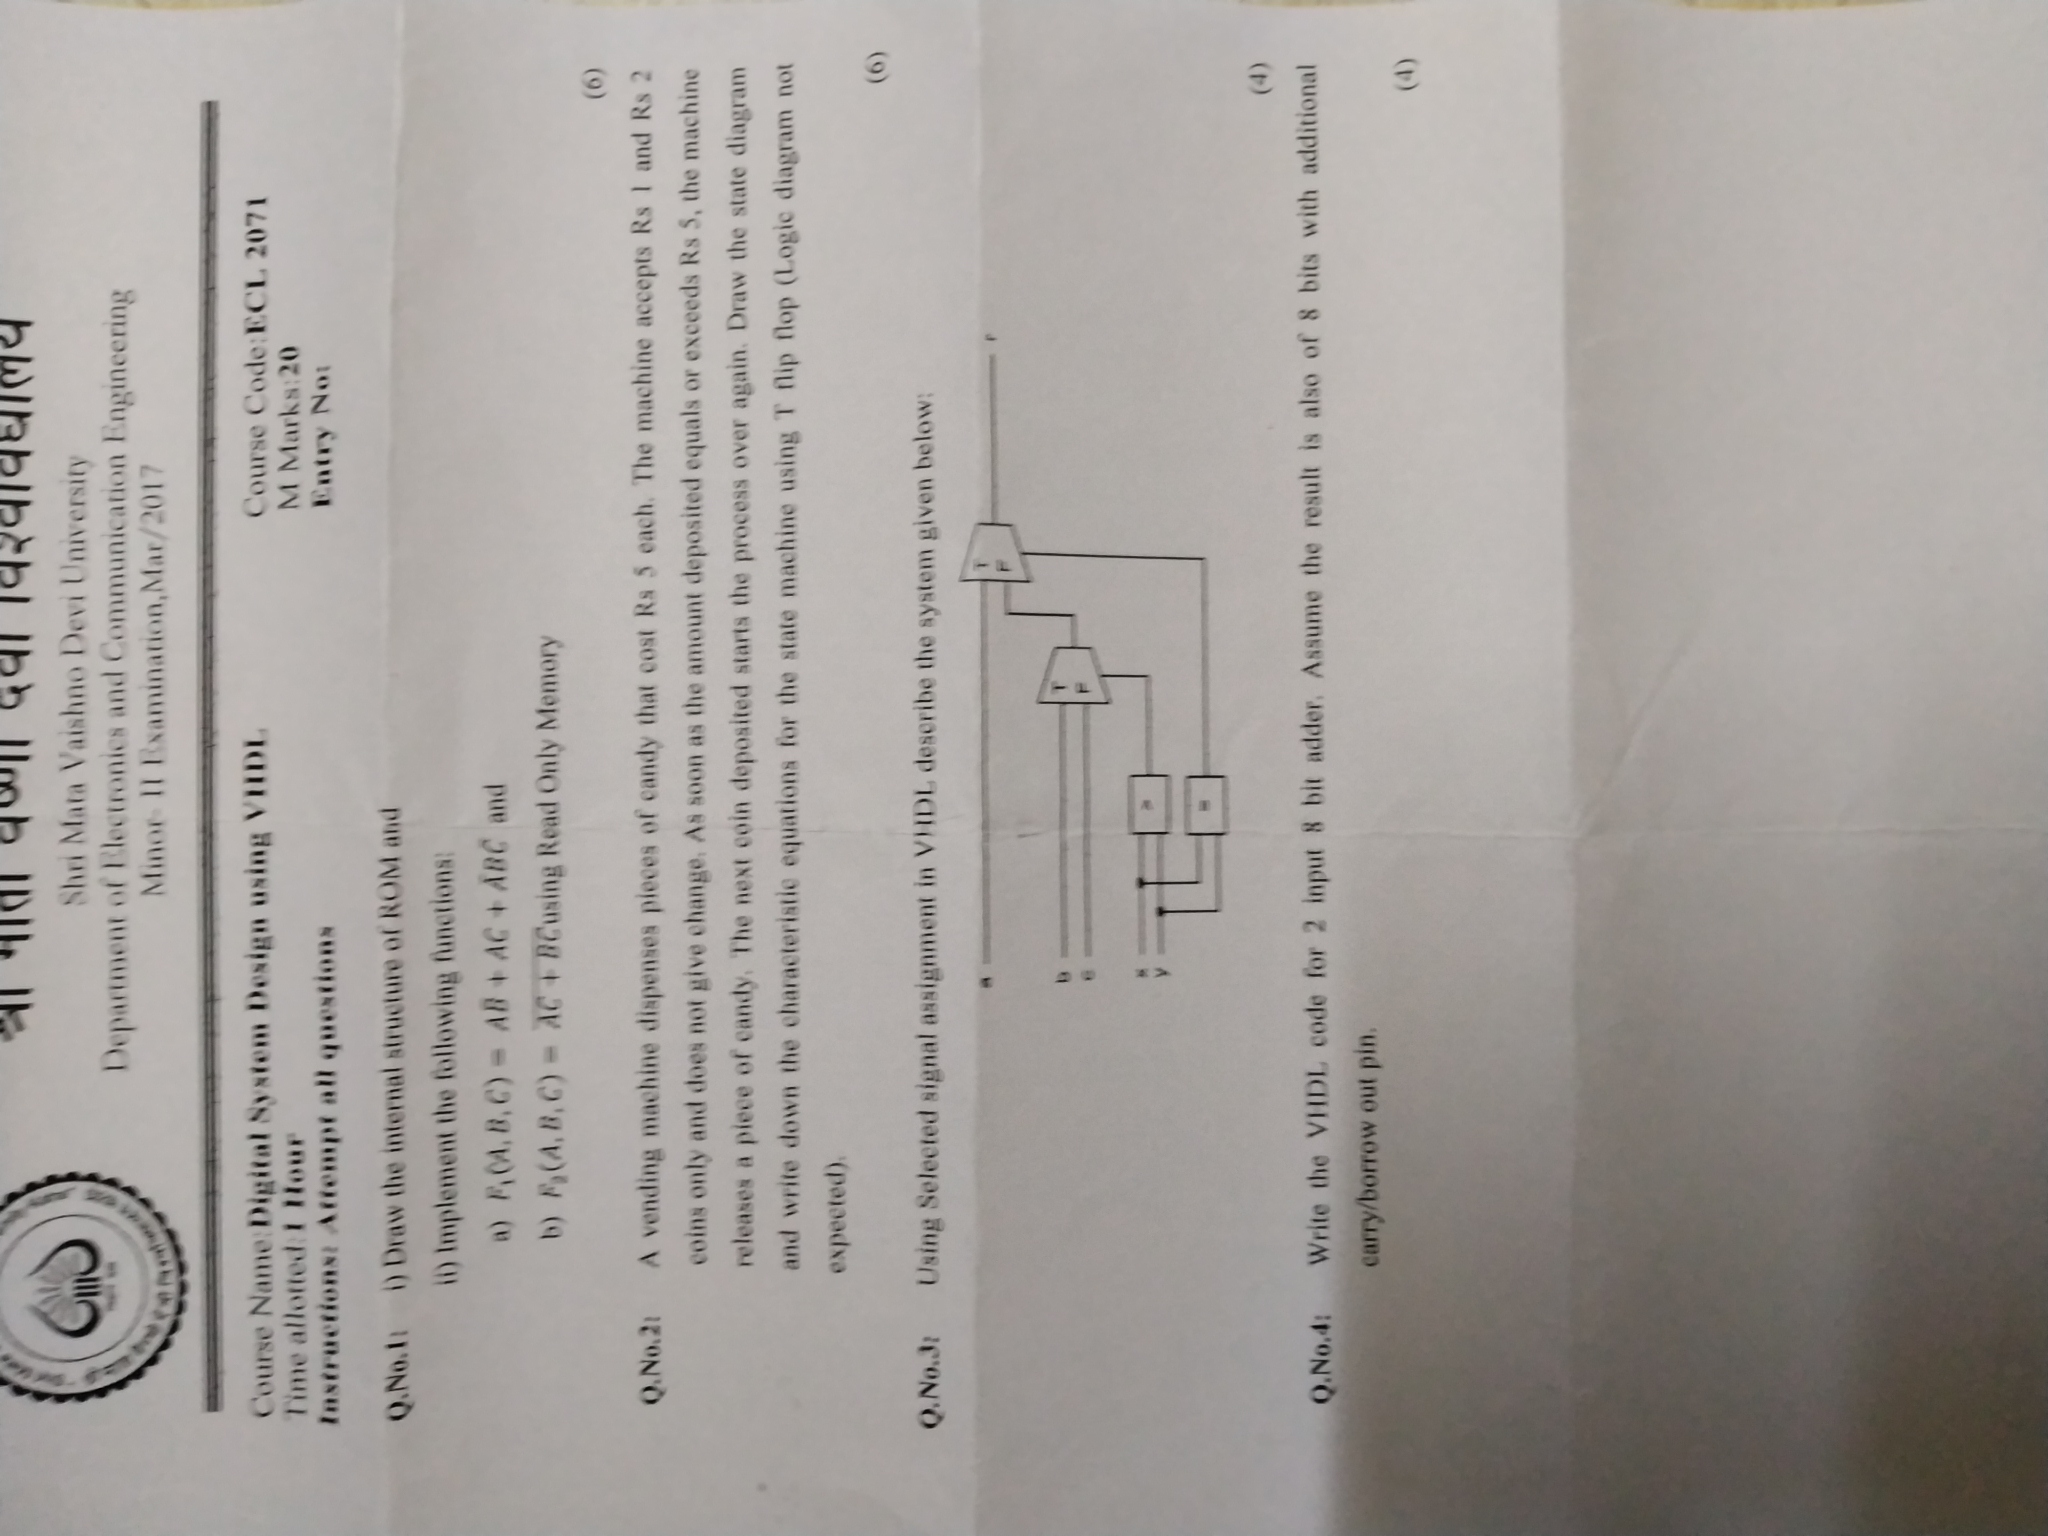 श्री माता वैष्णो देवी विश्वविद्यालय
Shri Mata Vaishno Devi University
Department of Electronics and Communication Engineering
Minor- II Examination,Mar/2017
Course Name:Digital System Design using VHDL Course Code:ECL 2071
Time allotted:1 Hour M Marks:20
Instructions: Attempt all questions Entry No:
Q.No.1: i) Draw the internal structure of ROM and
ii) Implement the following functions:
a) F₁(A, B, C) = AB̄ + AC + ĀBC̄ and
b) F₂(A, B, C) = A̅C̅ ̅+̅ ̅B̅C̅using Read Only Memory
(6)
Q.No.2: A vending machine dispenses pieces of candy that cost Rs 5 each. The machine accepts Rs 1 and Rs 2
coins only and does not give change. As soon as the amount deposited equals or exceeds Rs 5, the machine
releases a piece of candy. The next coin deposited starts the process over again. Draw the state diagram
and write down the characteristic equations for the state machine using T flip flop (Logic diagram not
expected).
(6)
Q.No.3: Using Selected signal assignment in VHDL describe the system given below:
a T F r
b T
c F
x >
y
=
(4)
Q.No.4: Write the VHDL code for 2 input 8 bit adder. Assume the result is also of 8 bits with additional
carry/borrow out pin.
(4)